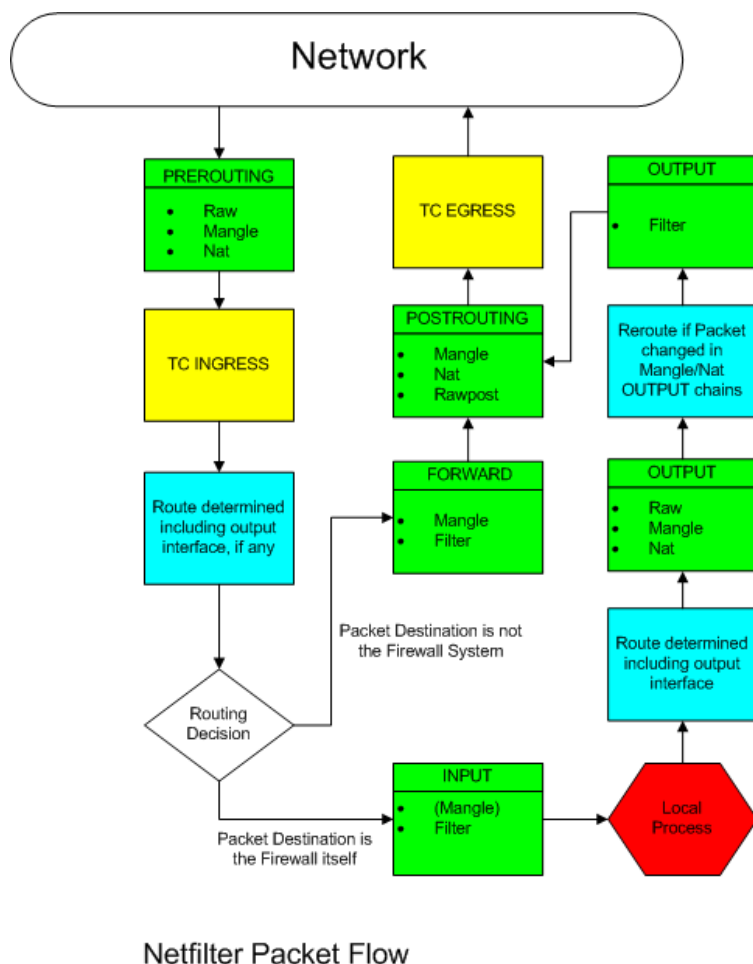 Network
PREROUTING
• Raw
• Mangle
• Nat
TC EGRESS
OUTPUT
• Filter
TC INGRESS
POSTROUTING
• Mangle
• Nat
• Rawpost
Reroute if Packet
changed in
Mangle/Nat
OUTPUT chains
Route determined
including output
interface, if any
FORWARD
• Mangle
• Filter
OUTPUT
• Raw
• Mangle
• Nat
Packet Destination is not
the Firewall System
Route determined
including output
interface
Routing
Decision
INPUT
• (Mangle)
• Filter
Local
Process
Packet Destination is
the Firewall itself
Netfilter Packet Flow